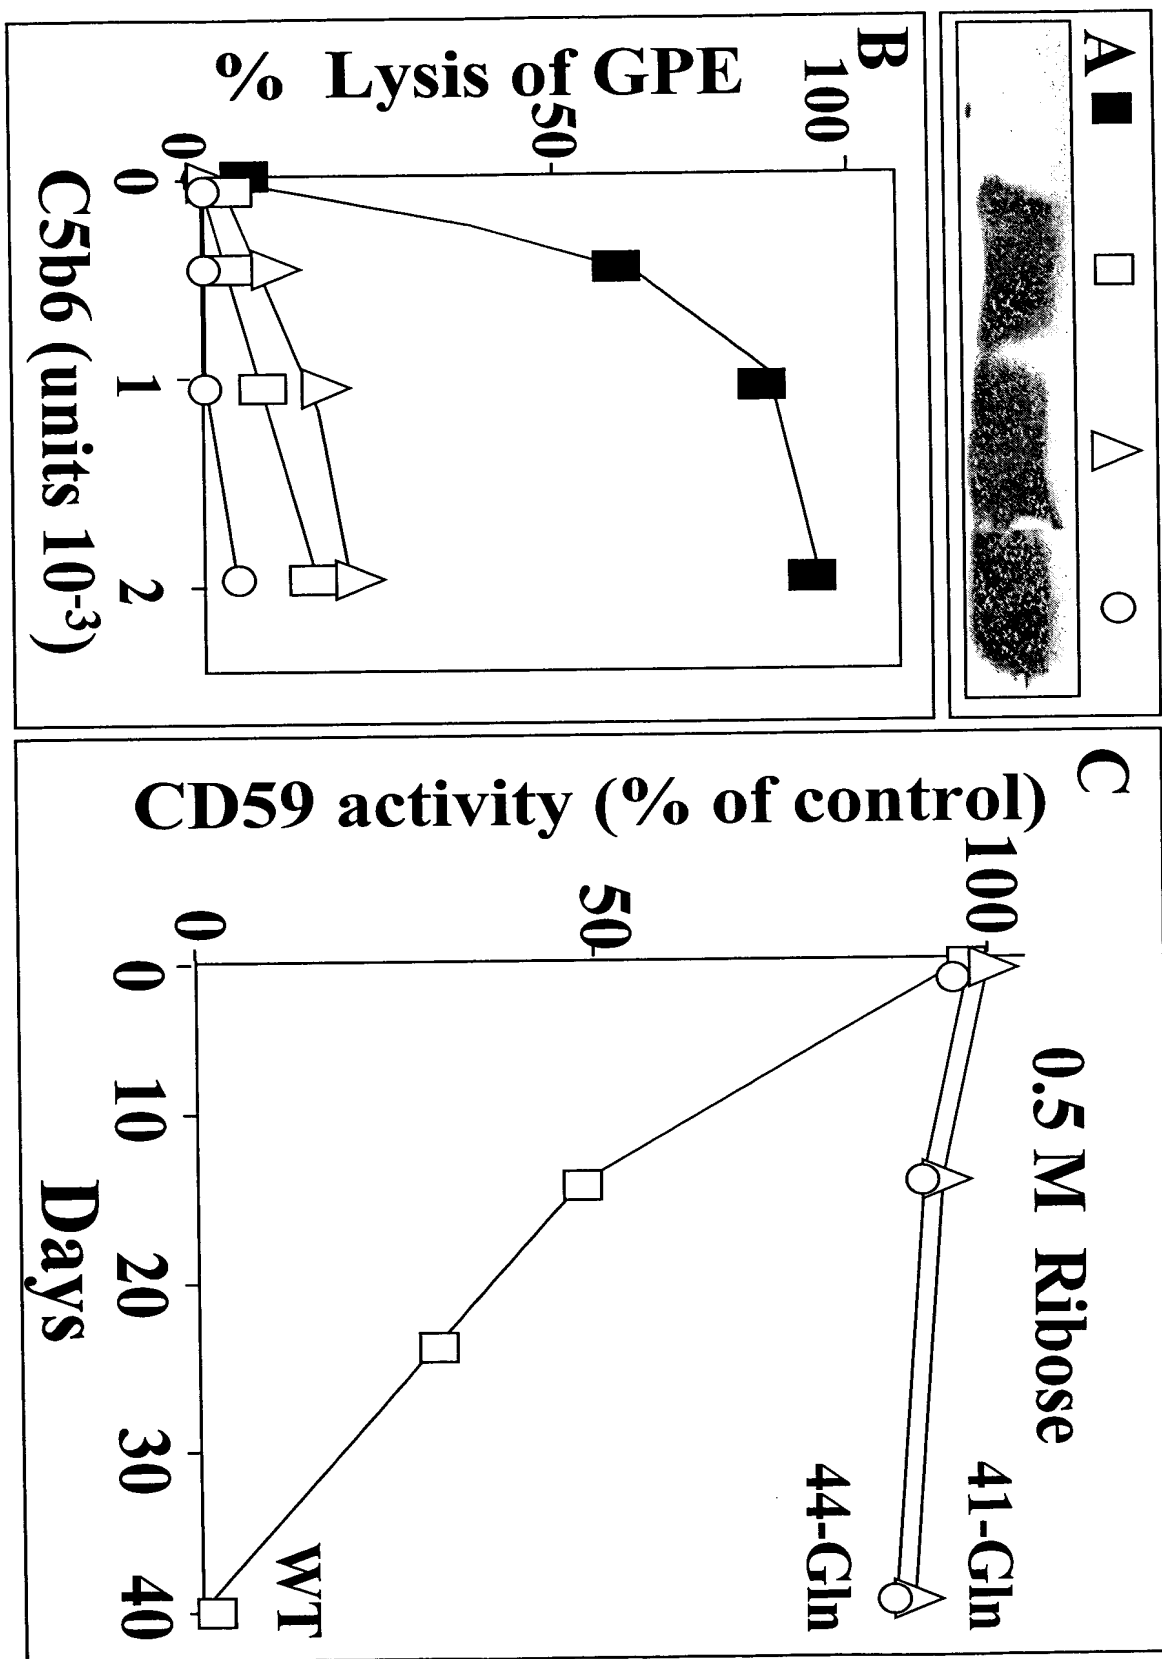 A
B
% Lysis of GPE
100
50
0
0 1 2
C5b6 (units 10-3)
C
CD59 activity (% of control)
100
50
0
0 10 20 30 40
Days
0.5 M Ribose
41-Gln
44-Gln
WT